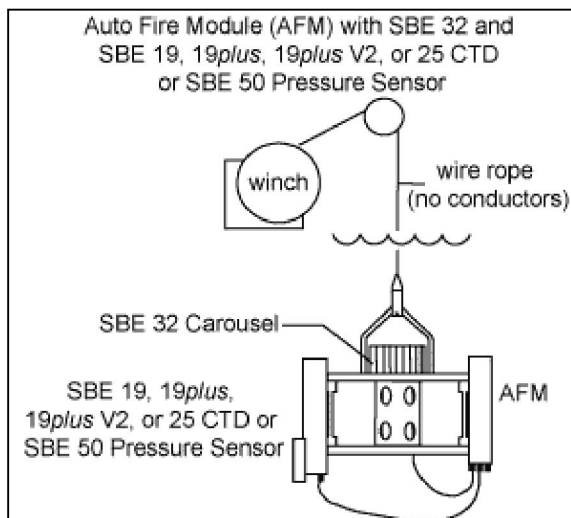 Auto Fire Module (AFM) with SBE 32 and
SBE 19, 19plus, 19plus V2, or 25 CTD
or SBE 50 Pressure Sensor
winch
wire rope
(no conductors)
SBE 32 Carousel
SBE 19, 19plus,
19plus V2, or 25 CTD or
SBE 50 Pressure Sensor
AFM